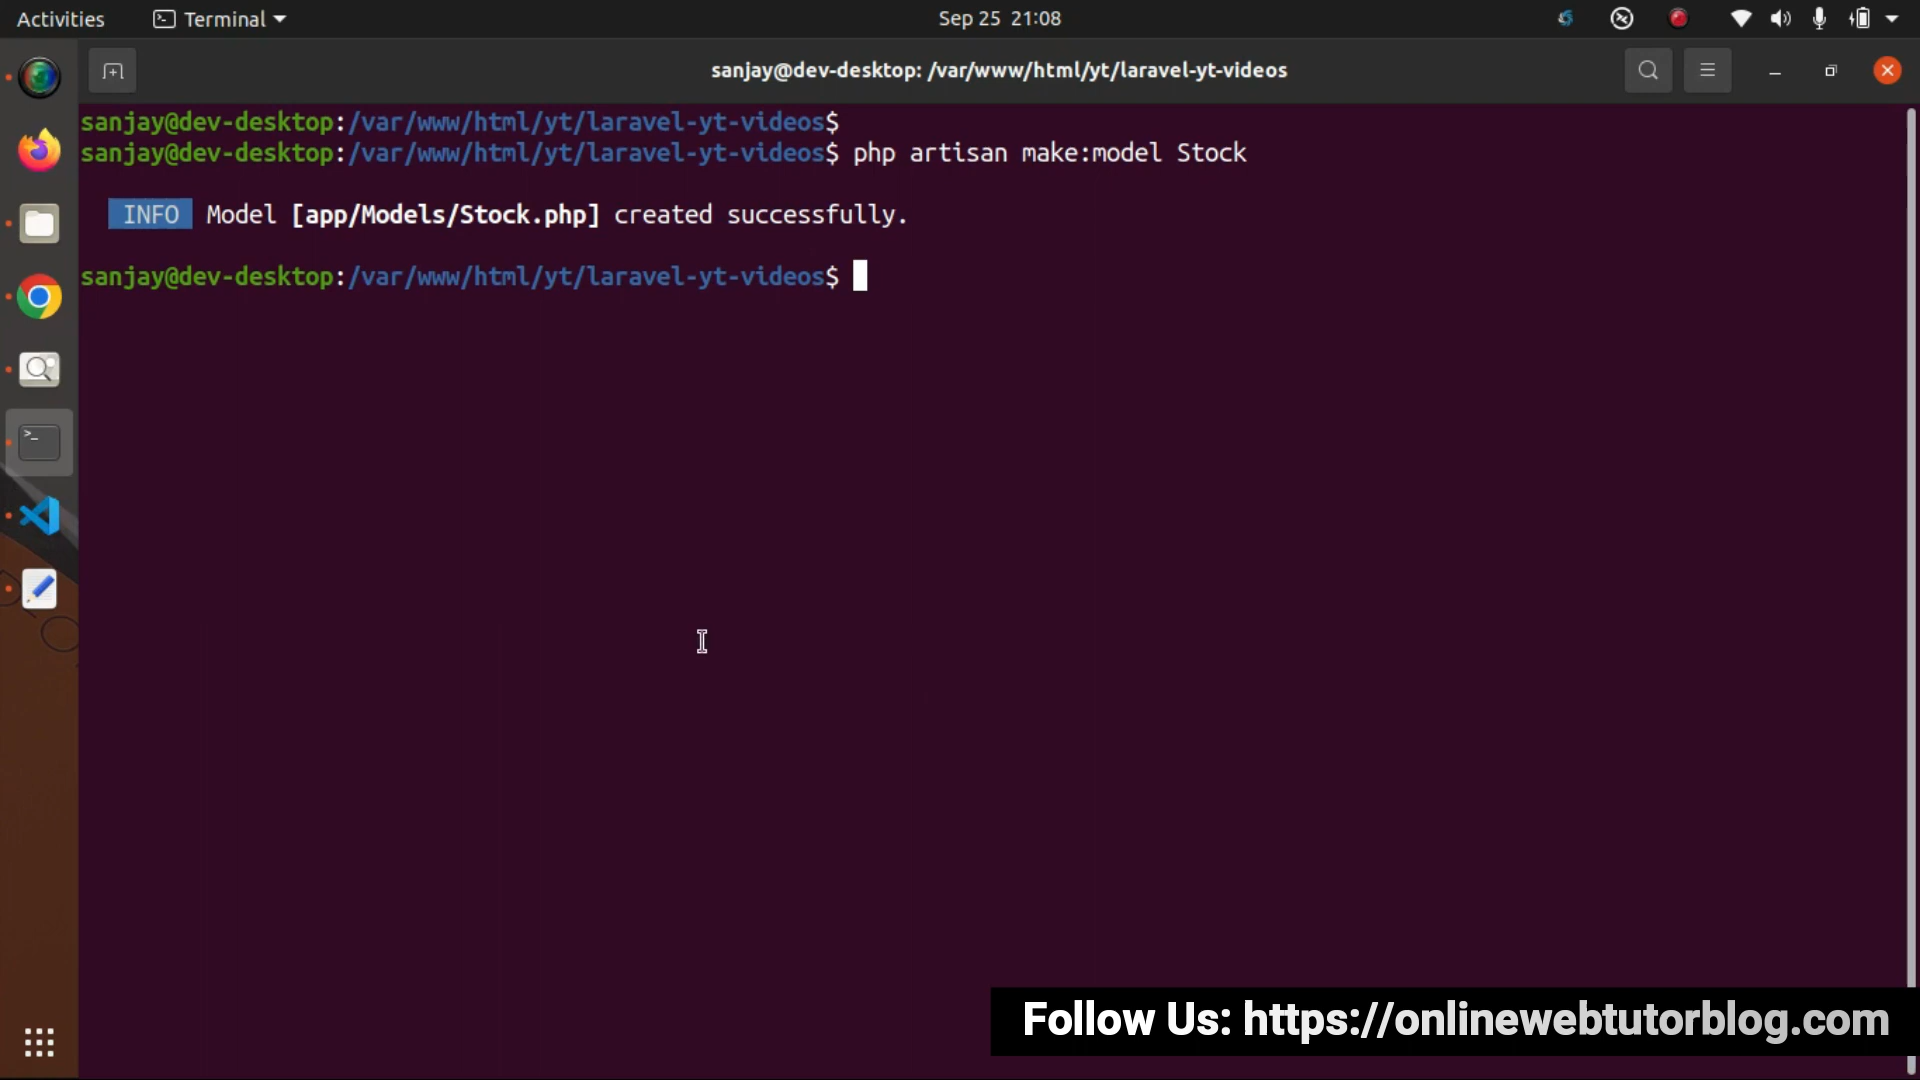 Activities Terminal Sep 25 21:08
sanjay@dev-desktop: /var/www/html/yt/laravel-yt-videos
sanjay@dev-desktop:/var/www/html/yt/laravel-yt-videos$
sanjay@dev-desktop:/var/www/html/yt/laravel-yt-videos$ php artisan make:model Stock
INFO Model [app/Models/Stock.php] created successfully.
sanjay@dev-desktop:/var/www/html/yt/laravel-yt-videos$
Follow Us: https://onlinewebtutorblog.com